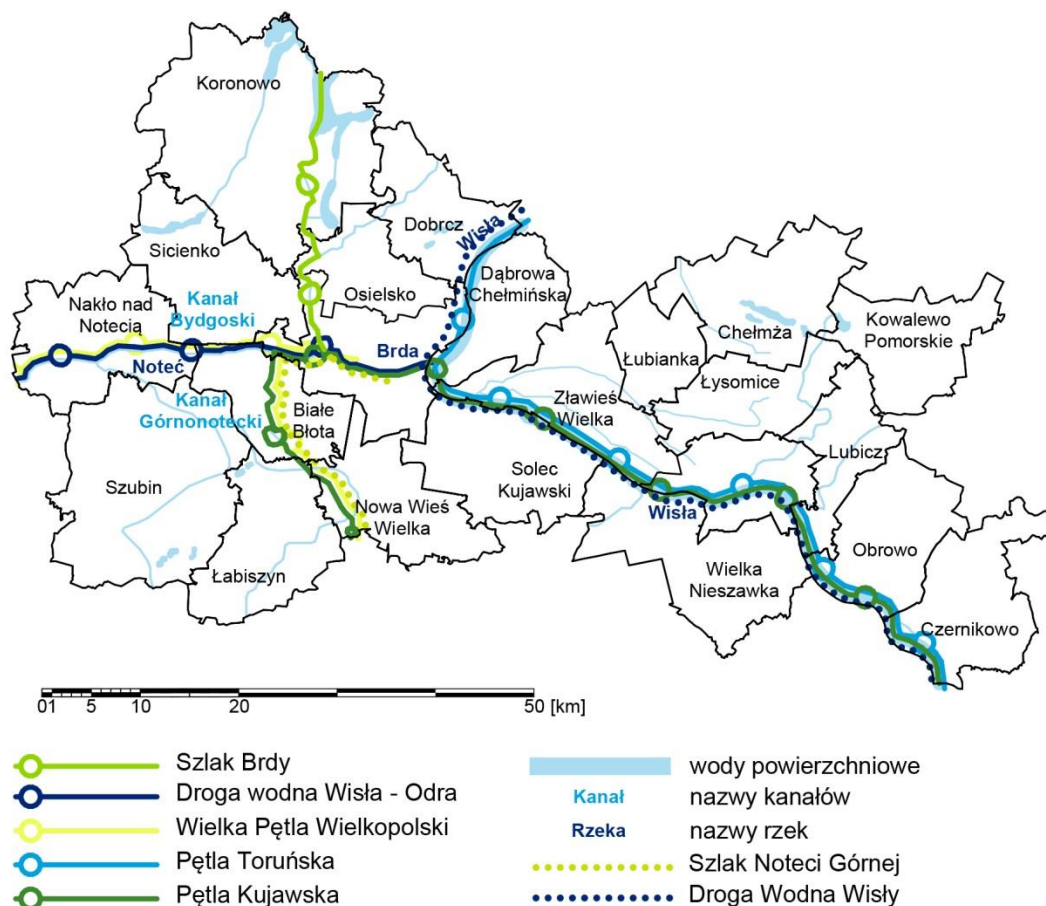 Koronowo
Dobrcz
Wisła
Sicienko
Dąbrowa
Chełmińska
Osielsko
Nakło nad
Notecią
Kanał
Bydgoski
Chełmża
Kowalewo
Pomorskie
Noteć
Brda
Łubianka
Łysomice
Kanał
Górnonotecki
Białe
Błota
Zławieś
Wielka
Lubicz
Szubin
Solec
Kujawski
Nowa Wieś
Wielka
Wisła
Obrowo
Wielka
Nieszawka
Łabiszyn
Czernikowo
01 5 10 20 50 [km]
Szlak Brdy
Droga wodna Wisła - Odra
Wielka Pętla Wielkopolski
Pętla Toruńska
Pętla Kujawska
wody powierzchniowe
Kanał nazwy kanałów
Rzeka nazwy rzek
Szlak Noteci Górnej
Droga Wodna Wisły